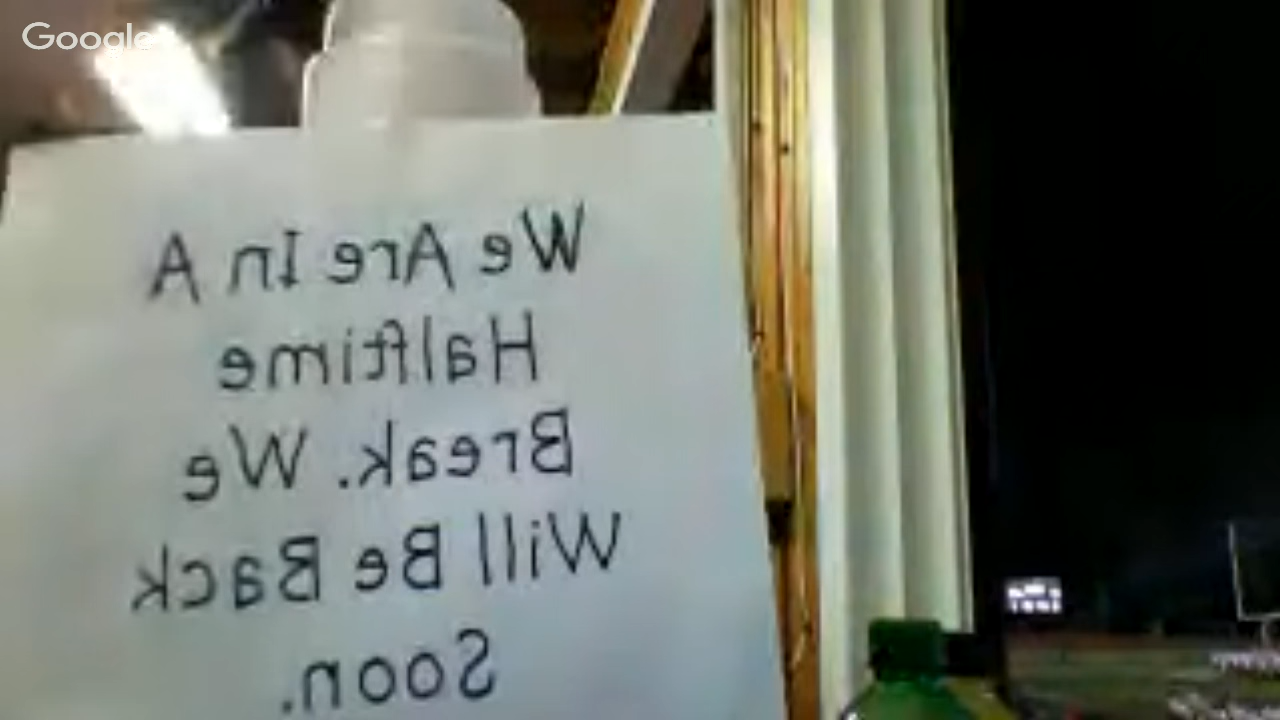 Google
We Are In A
Halftime
Break. We
Will Be Back
Soon.